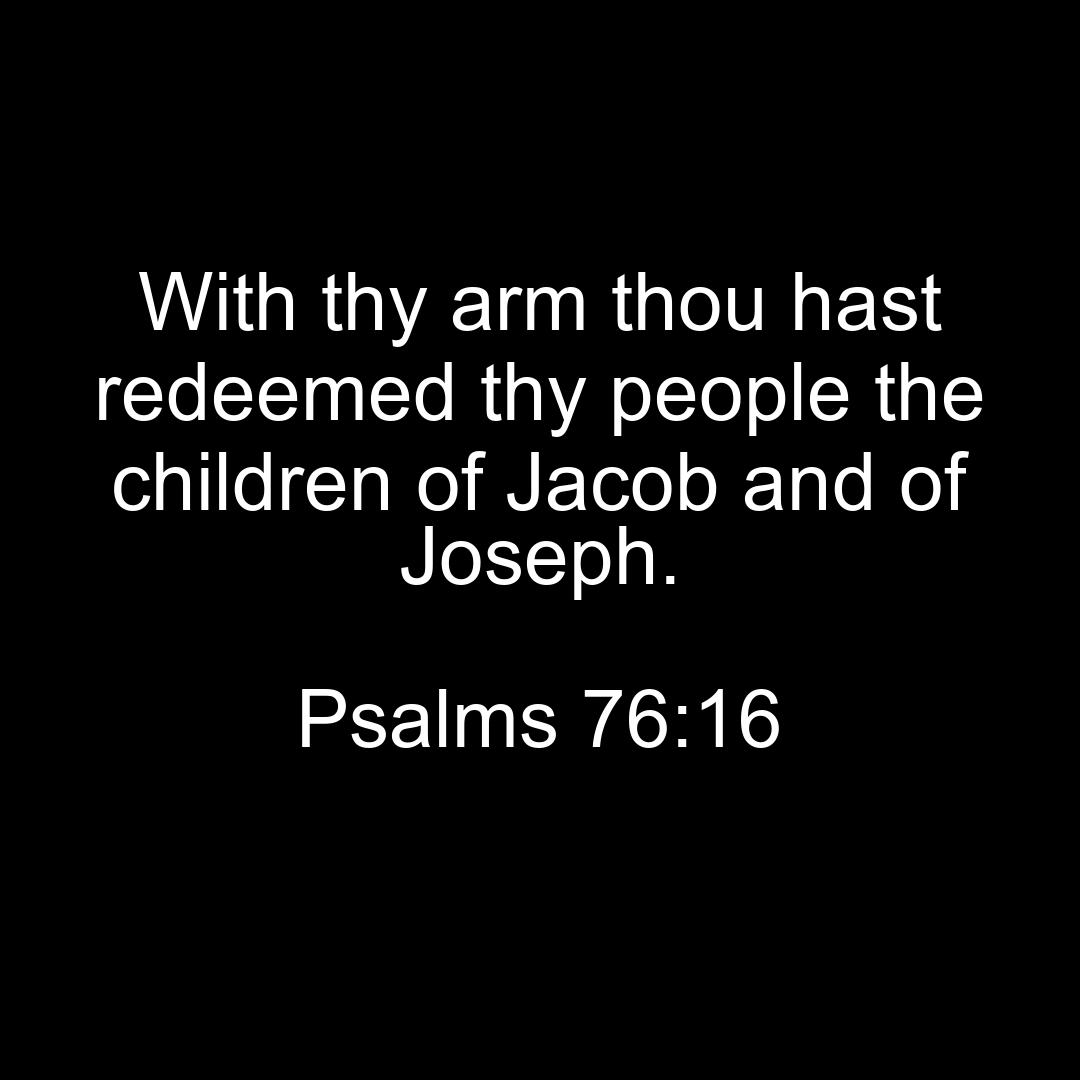 With thy arm thou hast
redeemed thy people the
children of Jacob and of
Joseph.
Psalms 76:16